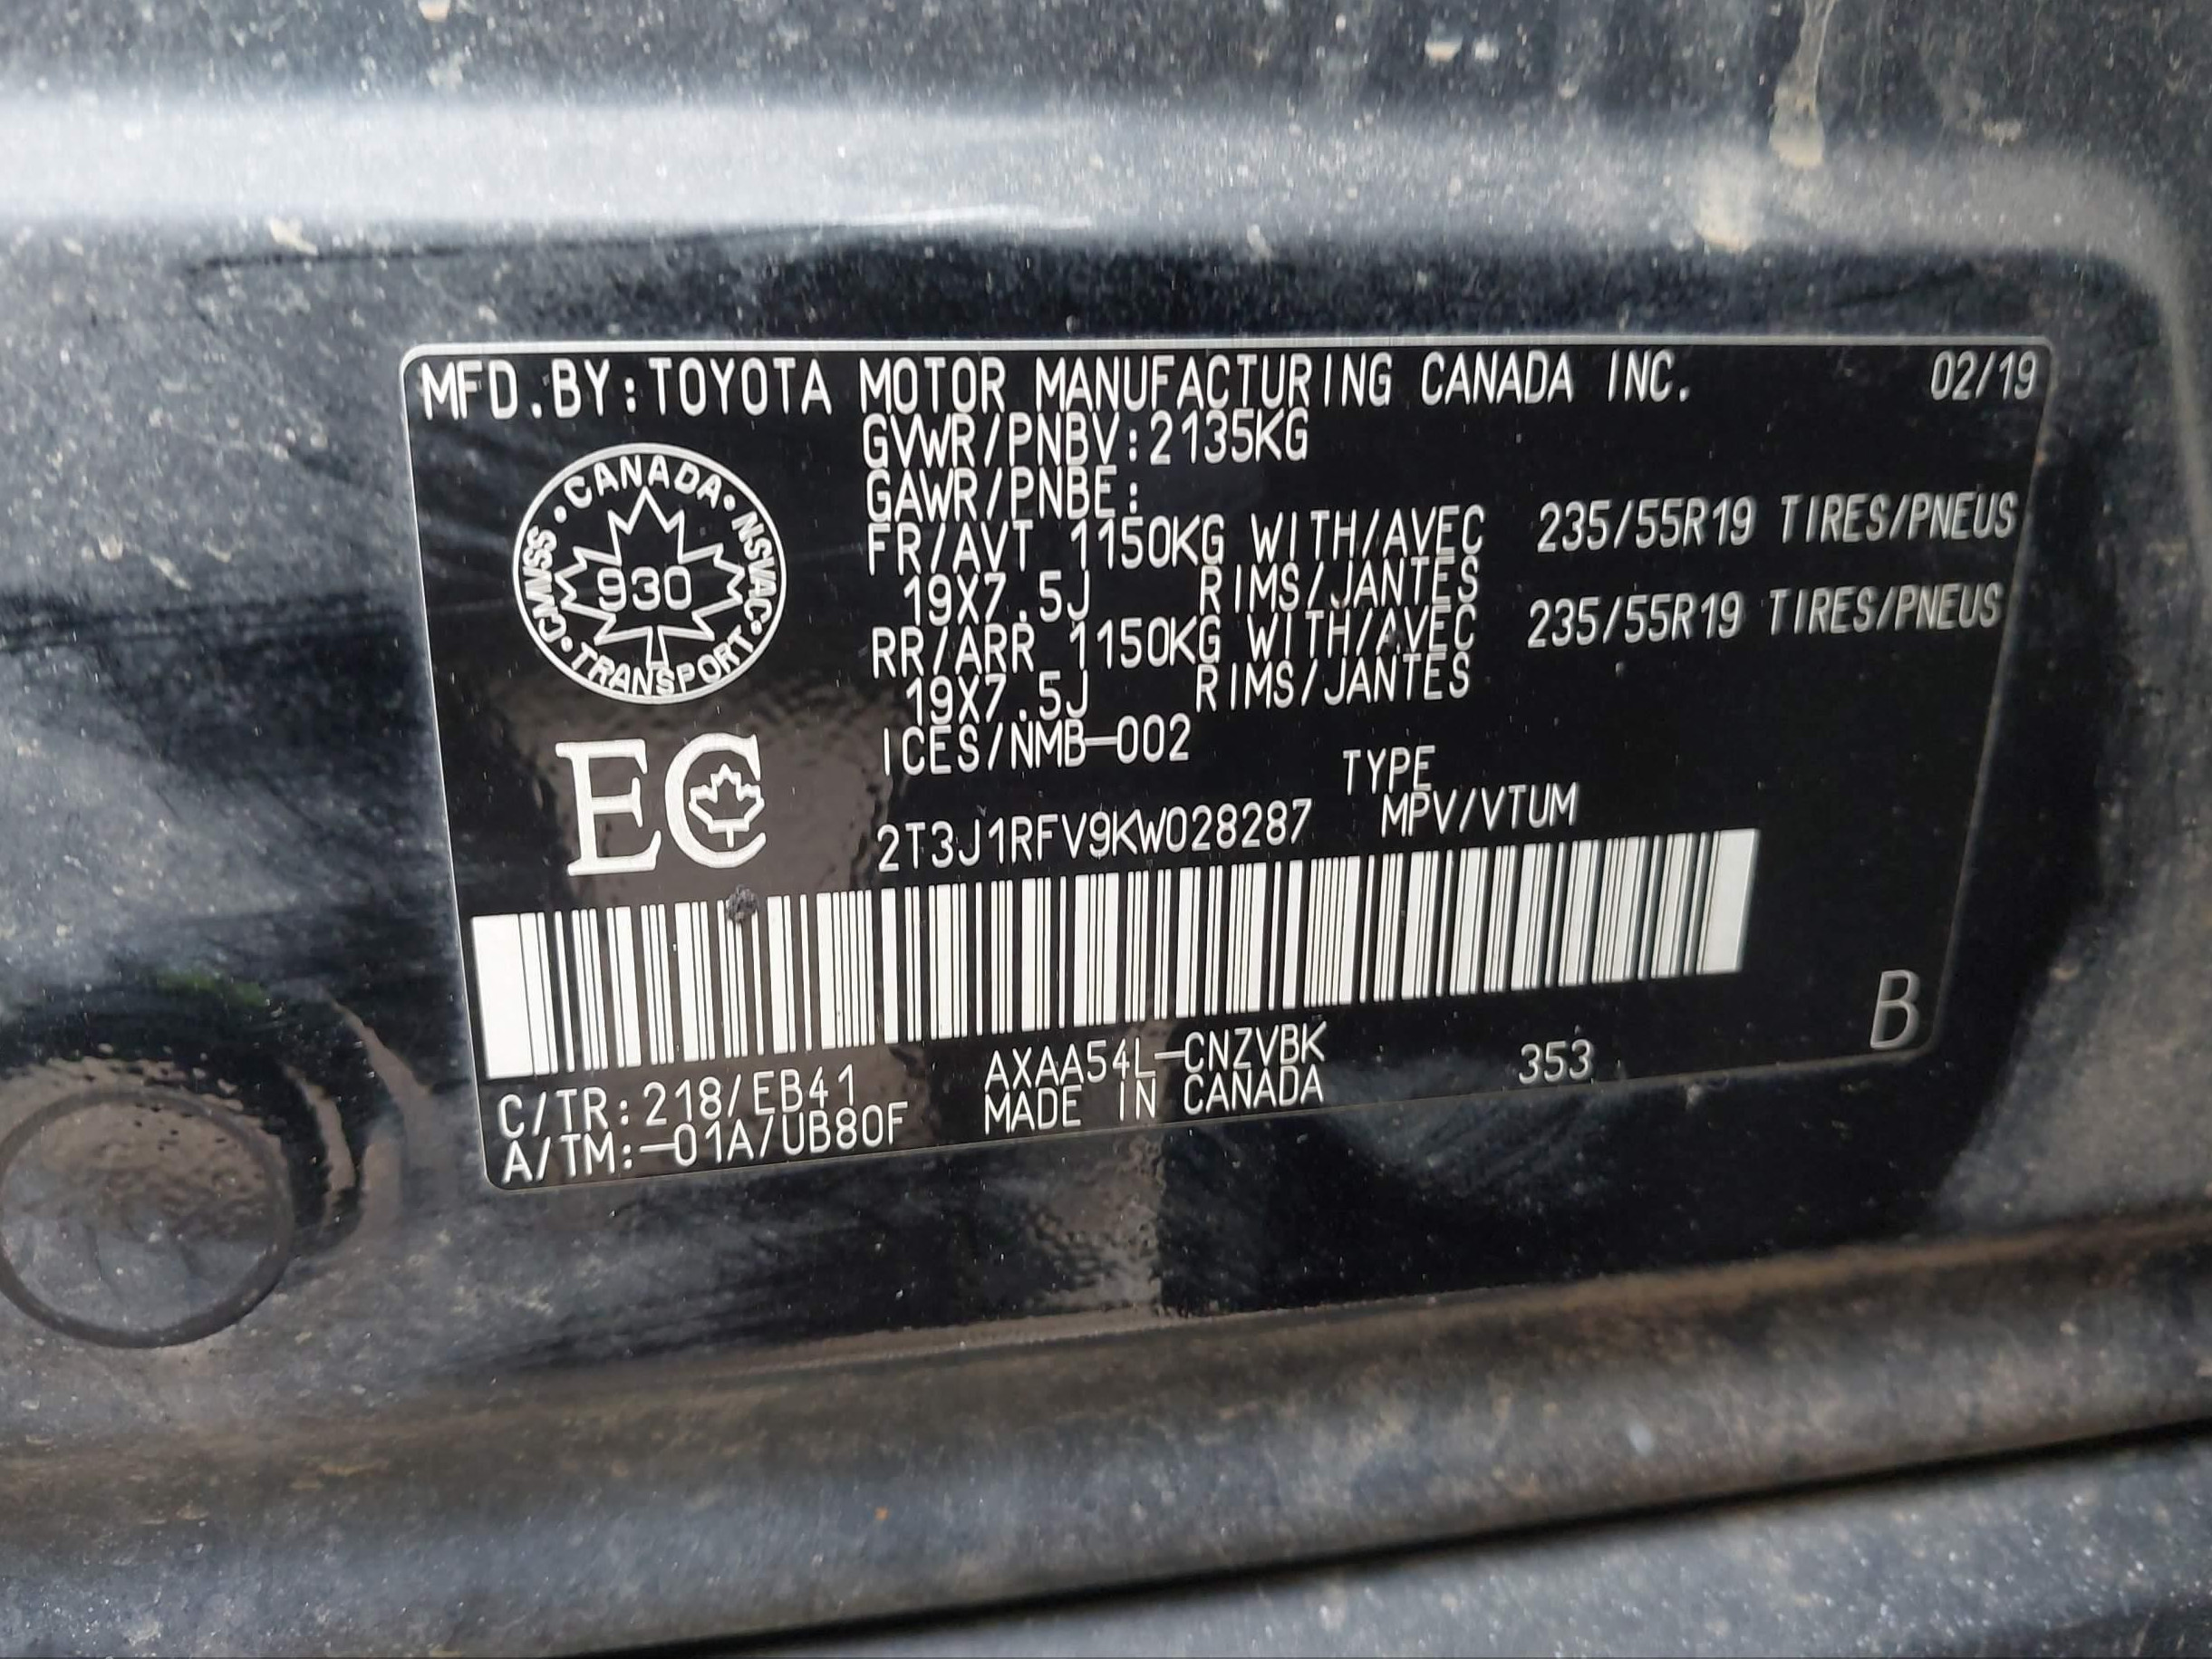 MFD.BY:TOYOTA MOTOR MANUFACTURING CANADA INC. 02/19
GVWR/PNBV:2135KG
GAWR/PNBE:
FR/AVT 1150KG WITH/AVEC 235/55R19 TIRES/PNEUS
19X7.5J RIMS/JANTES
RR/ARR 1150KG WITH/AVEC 235/55R19 TIRES/PNEUS
19X7.5J RIMS/JANTES
ICES/NMB-002
CANADA · NSVAC · TRANSPORT · CMVSS ·
930
EC
TYPE
2T3J1RFV9KW028287 MPV/VTUM
C/TR:218/EB41 AXAA54L-CNZVBK 353 B
A/TM:-01A/UB80F MADE IN CANADA